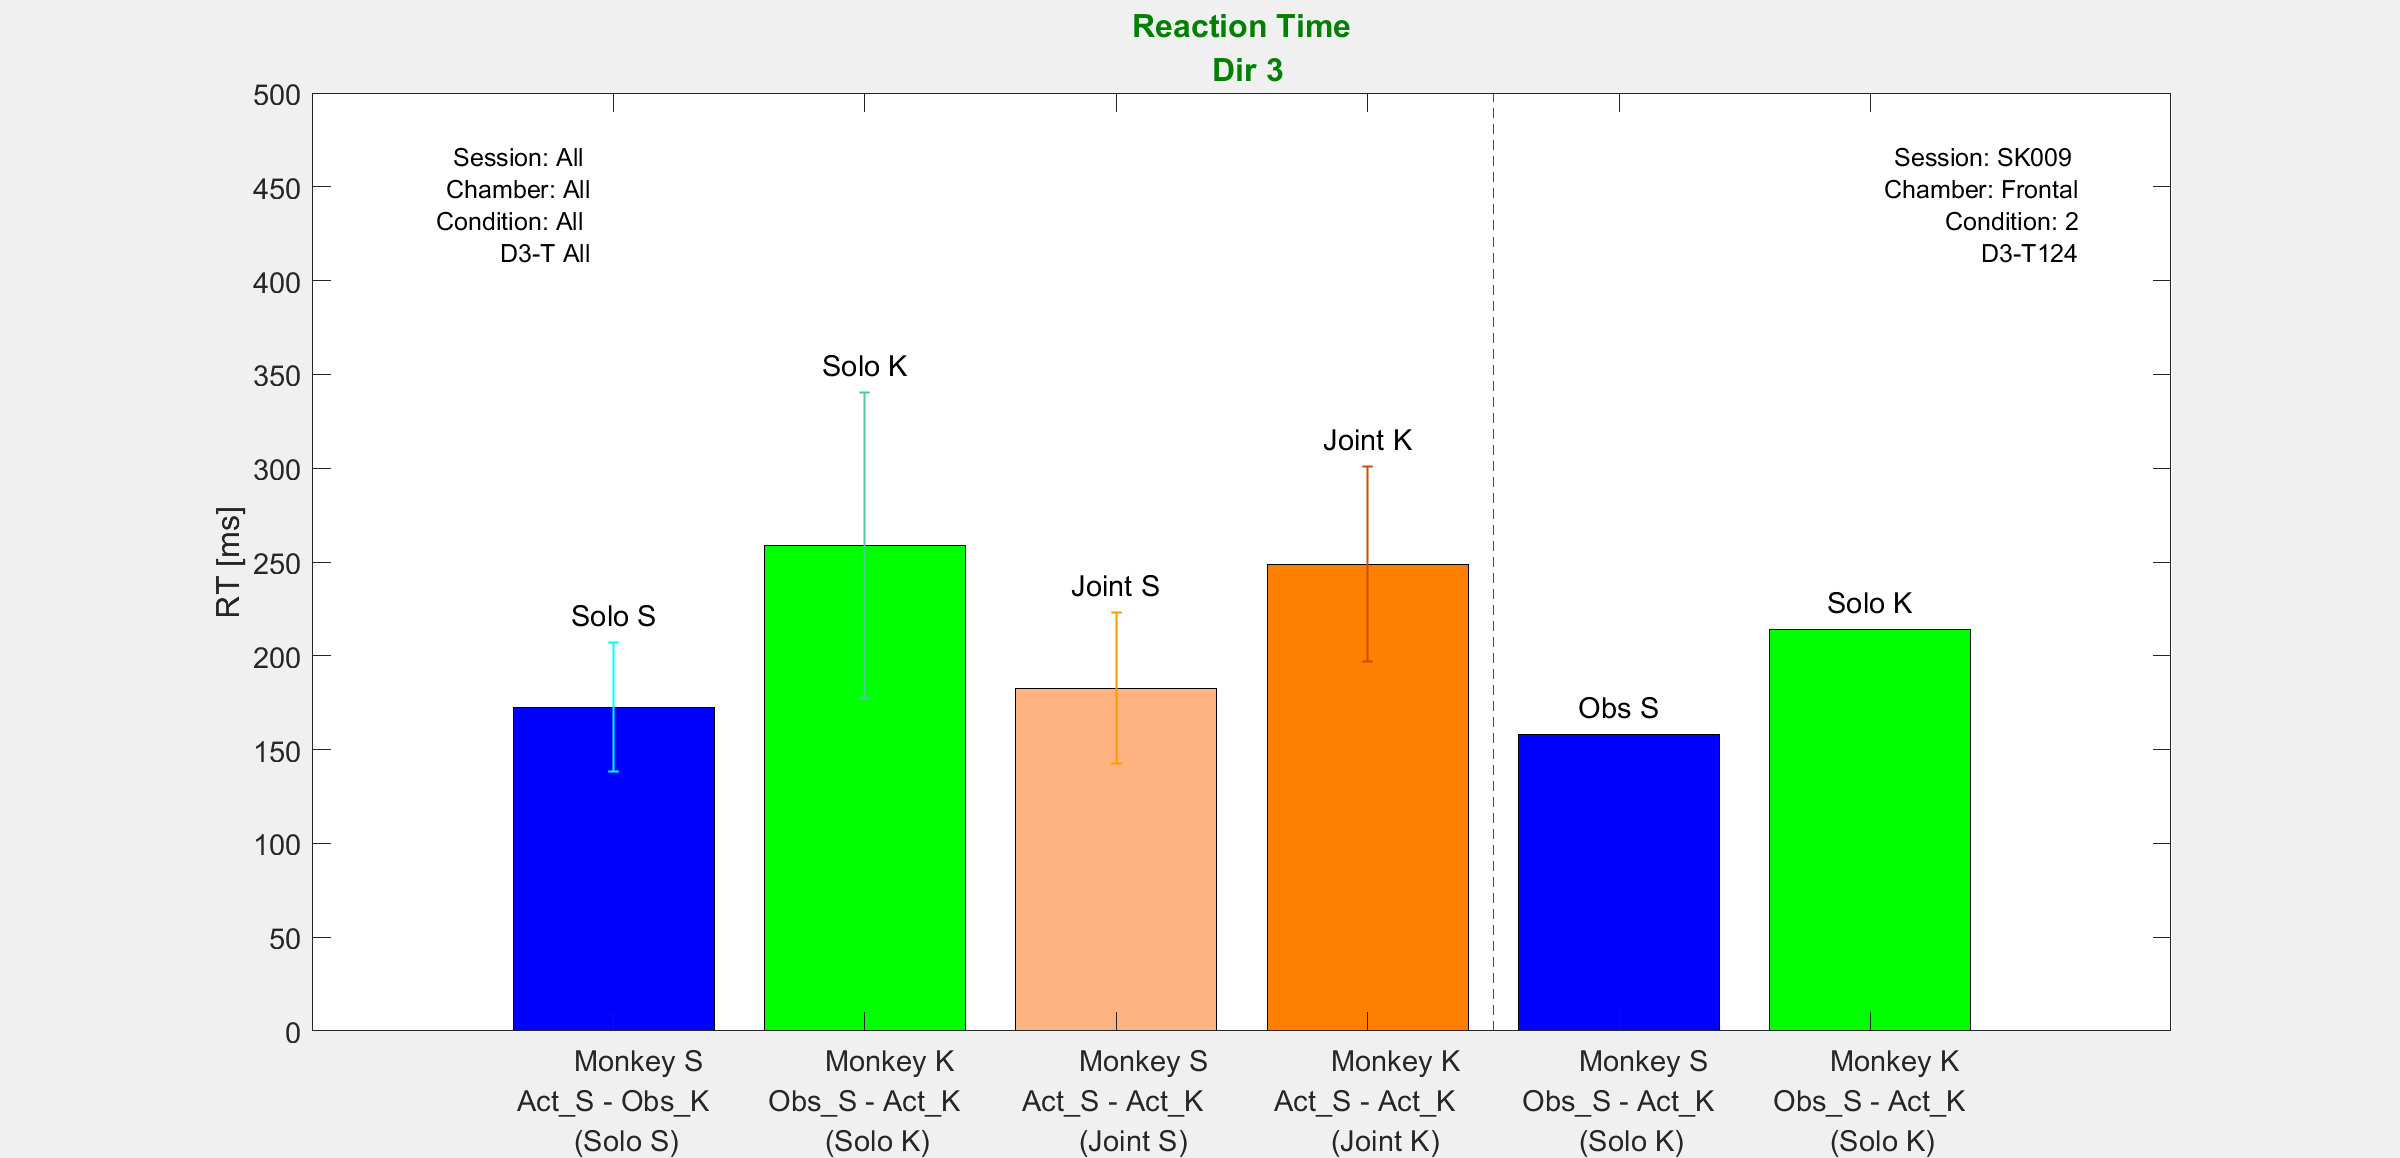 Reaction Time
Dir 3
500
450
400
350
300
250
200
150
100
50
0
RT [ms]
Session: All
Chamber: All
Condition: All
D3-T All
Session: SK009
Chamber: Frontal
Condition: 2
D3-T124
Solo S
Solo K
Joint S
Joint K
Obs S
Solo K
Monkey S
Act_S - Obs_K
(Solo S)
Monkey K
Obs_S - Act_K
(Solo K)
Monkey S
Act_S - Act_K
(Joint S)
Monkey K
Act_S - Act_K
(Joint K)
Monkey S
Obs_S - Act_K
(Solo K)
Monkey K
Obs_S - Act_K
(Solo K)